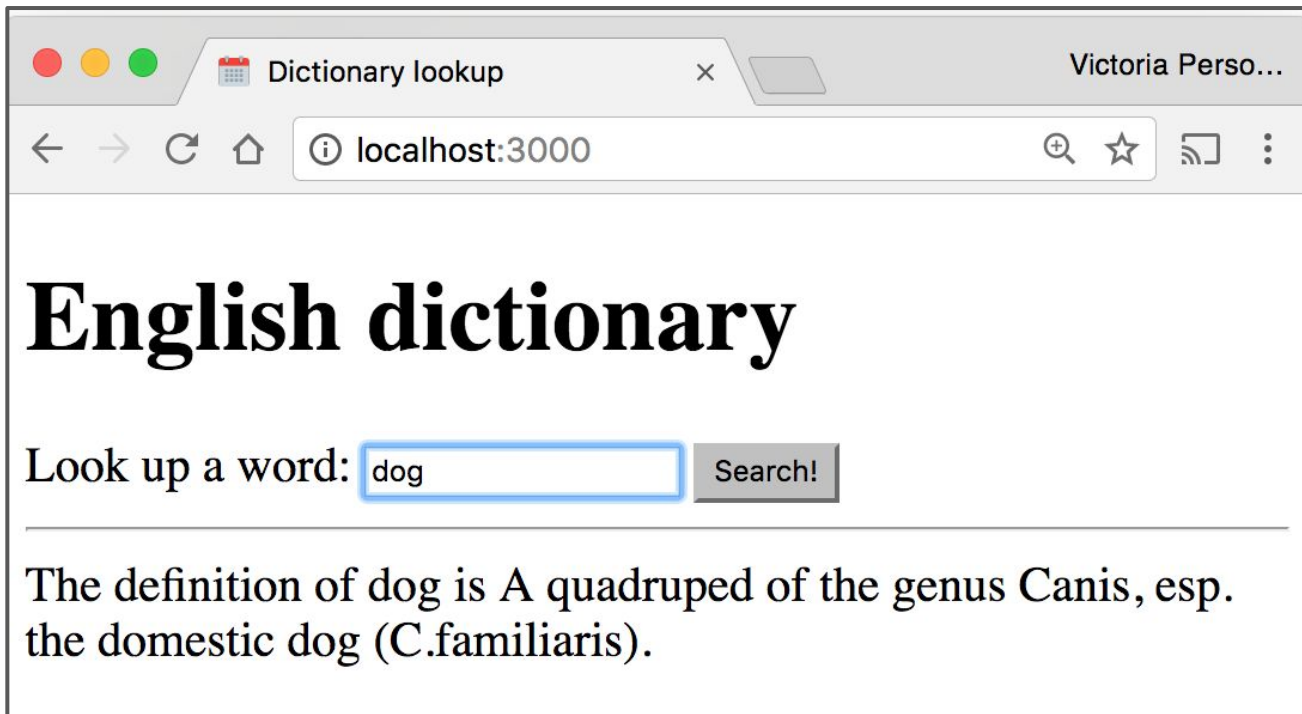 Dictionary lookup
Victoria Perso...
localhost:3000
English dictionary
Look up a word: dog Search!
The definition of dog is A quadruped of the genus Canis, esp.
the domestic dog (C.familiaris).